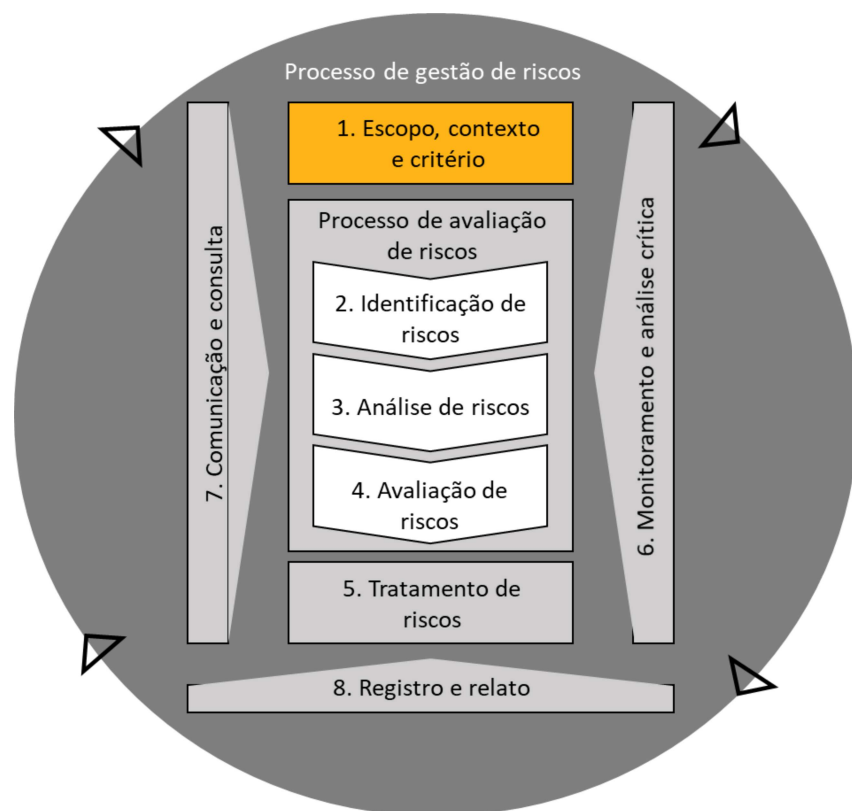 Processo de gestão de riscos
1. Escopo, contexto
e critério
Processo de avaliação
de riscos
2. Identificação de
riscos
3. Análise de riscos
4. Avaliação de
riscos
5. Tratamento de
riscos
7. Comunicação e consulta
6. Monitoramento e análise crítica
8. Registro e relato